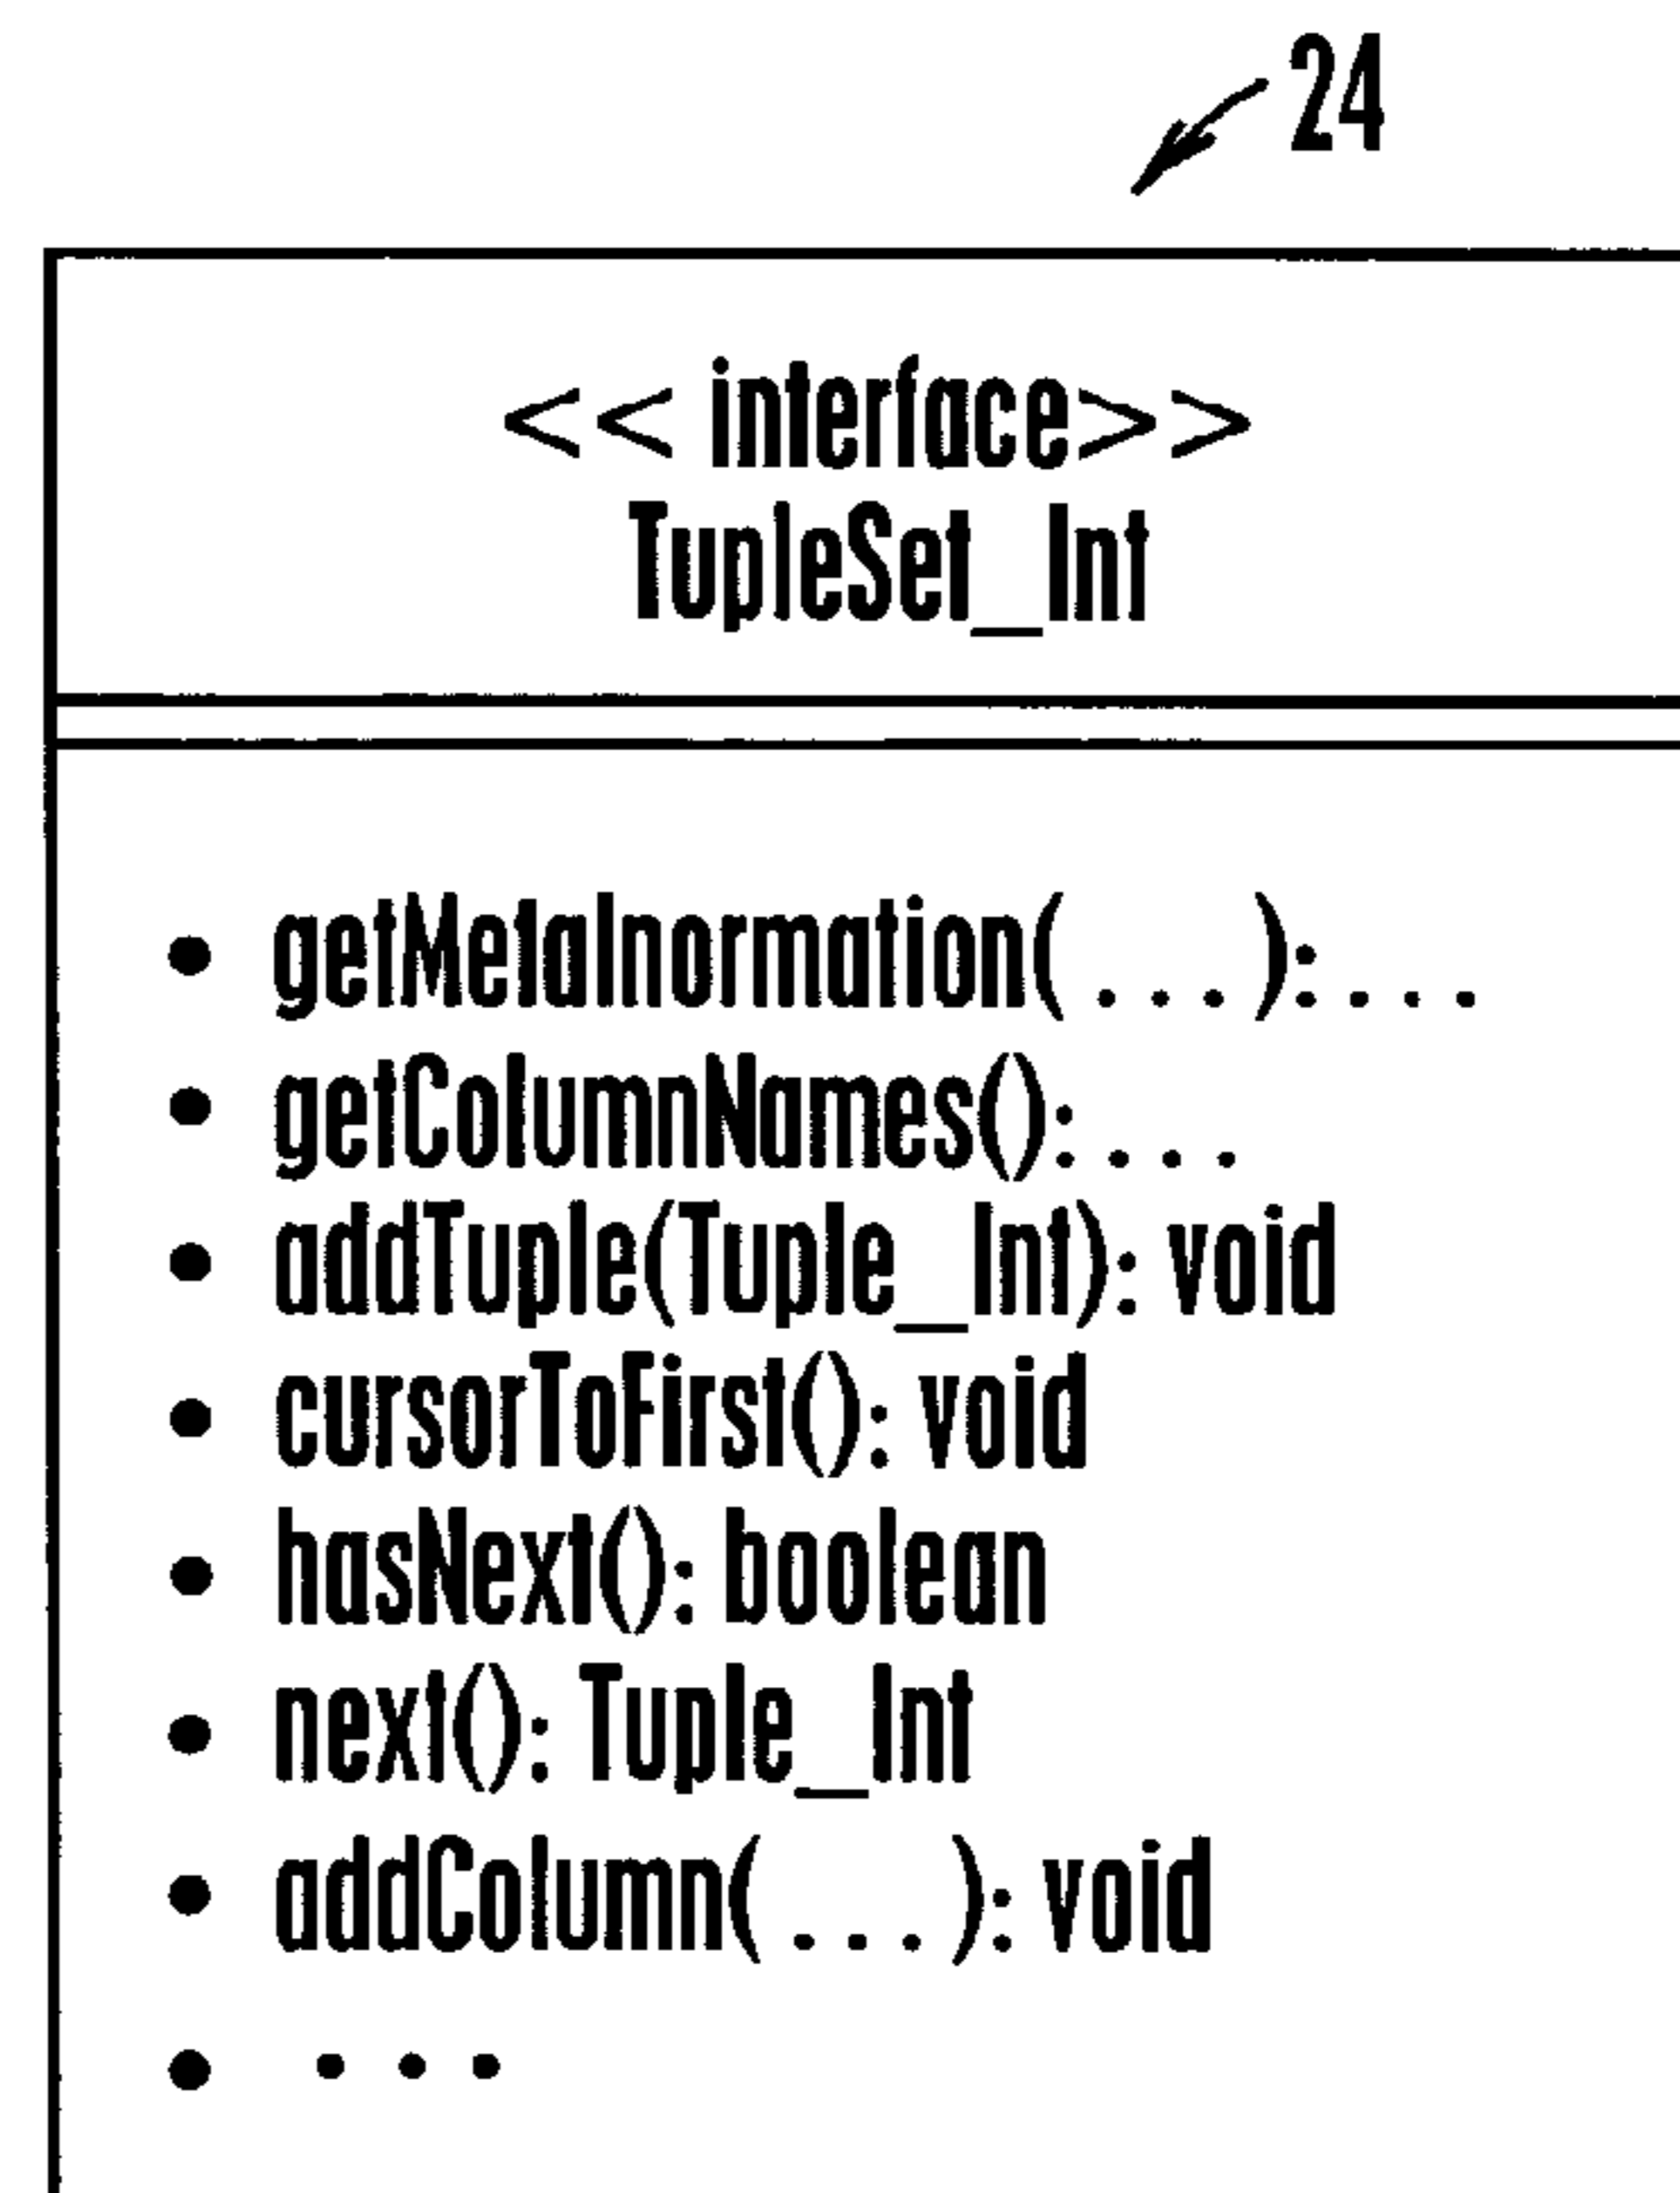 24
<< interface>>
TupleSet_Int
• getMetaInormation( . . . ): . . .
• getColumnNames(): . . .
• addTuple(Tuple_Int): void
• cursorToFirst(): void
• hasNext(): boolean
• next(): Tuple_Int
• addColumn( . . . ): void
• . . .